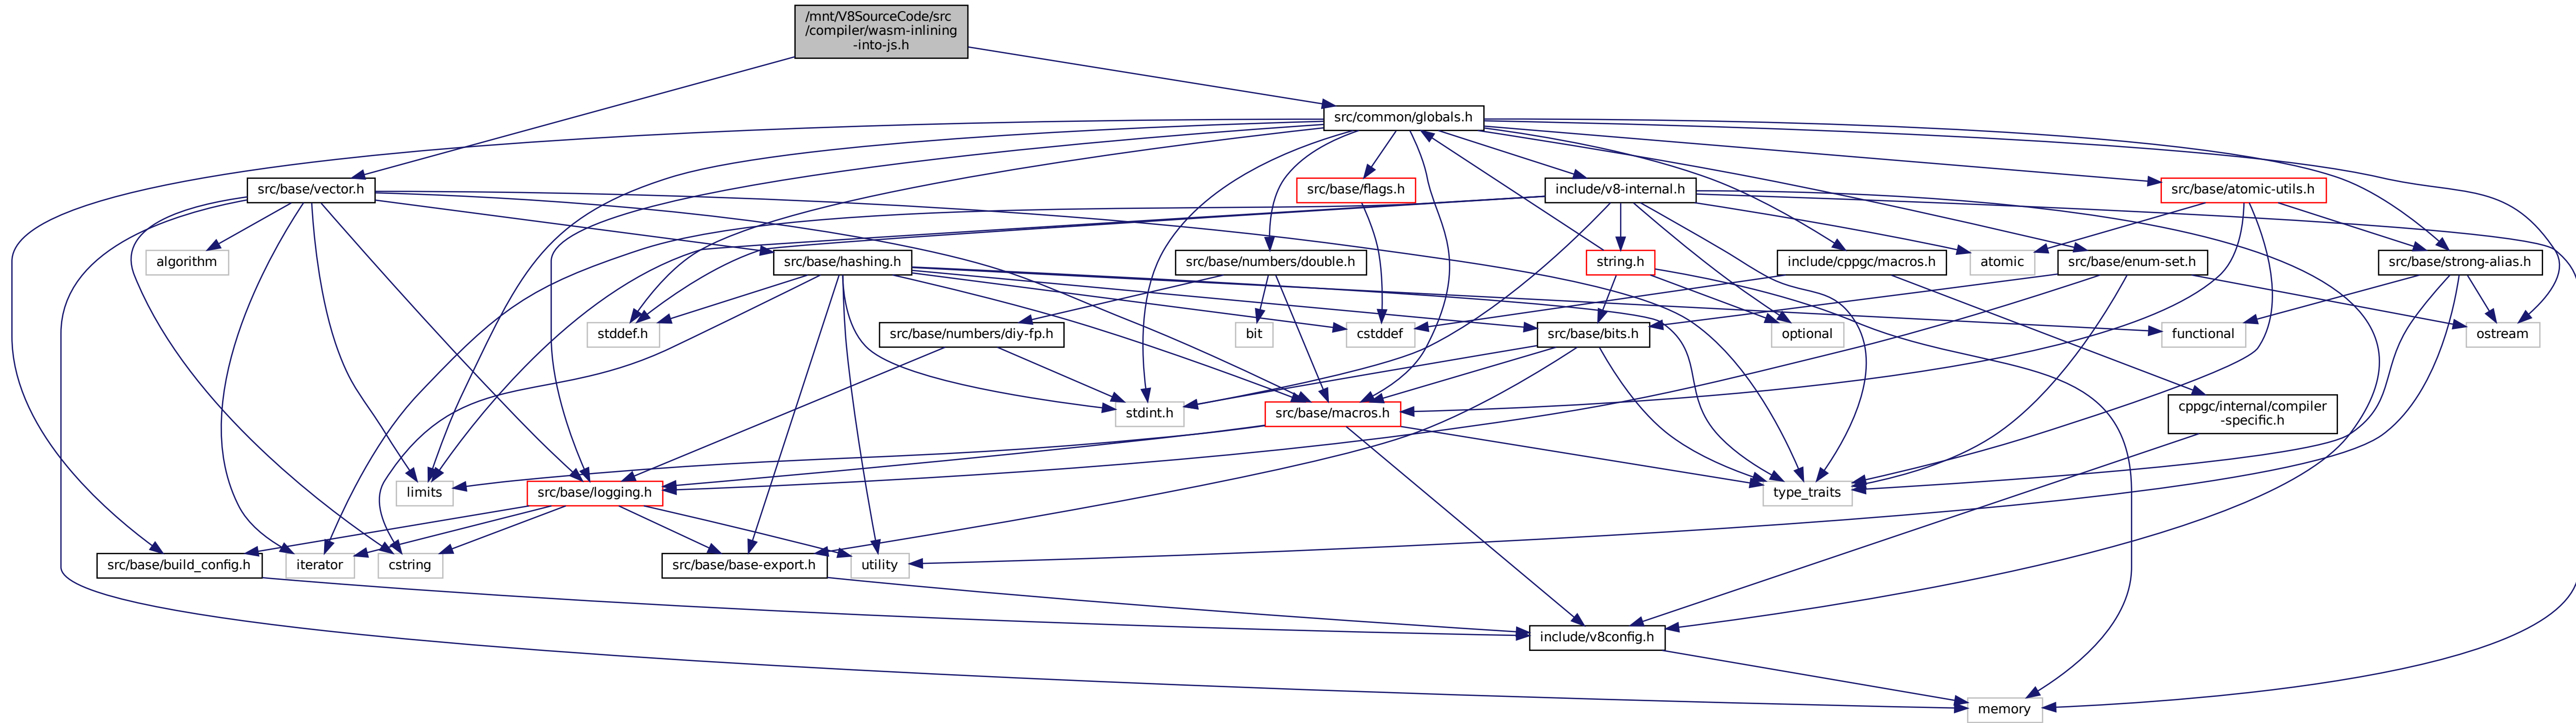 /mnt/V8SourceCode/src
/compiler/wasm-inlining
-into-js.h
src/common/globals.h
src/base/vector.h
src/base/flags.h
include/v8-internal.h
src/base/atomic-utils.h
algorithm
src/base/hashing.h
src/base/numbers/double.h
string.h
include/cppgc/macros.h
atomic
src/base/enum-set.h
src/base/strong-alias.h
stddef.h
src/base/numbers/diy-fp.h
bit
cstddef
src/base/bits.h
optional
functional
ostream
stdint.h
src/base/macros.h
cppgc/internal/compiler
-specific.h
limits
src/base/logging.h
type_traits
src/base/build_config.h
iterator
cstring
src/base/base-export.h
utility
include/v8config.h
memory